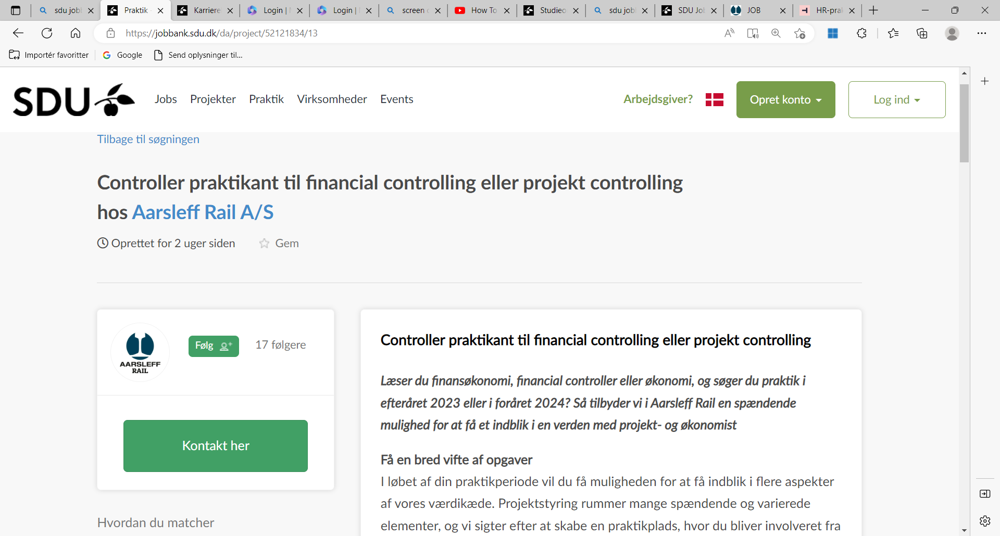 sdu job
Praktik
Karriere
Login |
Login |
screen
How To
Studieo
sdu job
SDU Jo
JOB
HR-pra
https://jobbank.sdu.dk/da/project/52121834/13
Importér favoritter
Google
Send oplysninger til...
SDU
Jobs
Projekter
Praktik
Virksomheder
Events
Arbejdsgiver?
Opret konto
Log ind
Tilbage til søgningen
Controller praktikant til financial controlling eller projekt controlling
hos Aarsleff Rail A/S
Oprettet for 2 uger siden
Gem
AARSLEFF
RAIL
Følg
17 følgere
Kontakt her
Hvordan du matcher
Controller praktikant til financial controlling eller projekt controlling
Læser du finansøkonomi, financial controller eller økonomi, og søger du praktik i
efteråret 2023 eller i foråret 2024? Så tilbyder vi i Aarsleff Rail en spændende
mulighed for at få et indblik i en verden med projekt- og økonomist
Få en bred vifte af opgaver
I løbet af din praktikperiode vil du få muligheden for at få indblik i flere aspekter
af vores værdikæde. Projektstyring rummer mange spændende og varierede
elementer, og vi sigter efter at skabe en praktikplads, hvor du bliver involveret fra